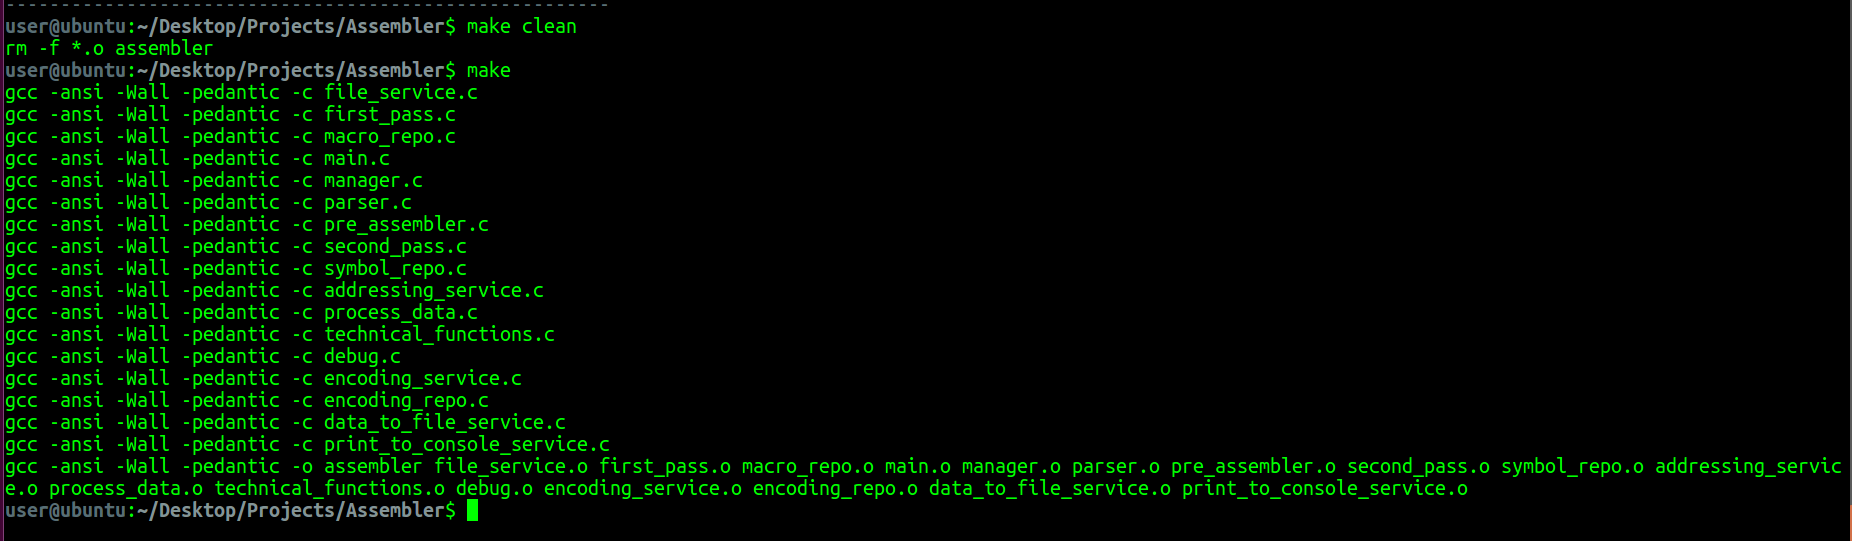 -------------------------------------------------------
user@ubuntu:~/Desktop/Projects/Assembler$ make clean
rm -f *.o assembler
user@ubuntu:~/Desktop/Projects/Assembler$ make
gcc -ansi -Wall -pedantic -c file_service.c
gcc -ansi -Wall -pedantic -c first_pass.c
gcc -ansi -Wall -pedantic -c macro_repo.c
gcc -ansi -Wall -pedantic -c main.c
gcc -ansi -Wall -pedantic -c manager.c
gcc -ansi -Wall -pedantic -c parser.c
gcc -ansi -Wall -pedantic -c pre_assembler.c
gcc -ansi -Wall -pedantic -c second_pass.c
gcc -ansi -Wall -pedantic -c symbol_repo.c
gcc -ansi -Wall -pedantic -c addressing_service.c
gcc -ansi -Wall -pedantic -c process_data.c
gcc -ansi -Wall -pedantic -c technical_functions.c
gcc -ansi -Wall -pedantic -c debug.c
gcc -ansi -Wall -pedantic -c encoding_service.c
gcc -ansi -Wall -pedantic -c encoding_repo.c
gcc -ansi -Wall -pedantic -c data_to_file_service.c
gcc -ansi -Wall -pedantic -c print_to_console_service.c
gcc -ansi -Wall -pedantic -o assembler file_service.o first_pass.o macro_repo.o main.o manager.o parser.o pre_assembler.o second_pass.o symbol_repo.o addressing_servic
e.o process_data.o technical_functions.o debug.o encoding_service.o encoding_repo.o data_to_file_service.o print_to_console_service.o
user@ubuntu:~/Desktop/Projects/Assembler$